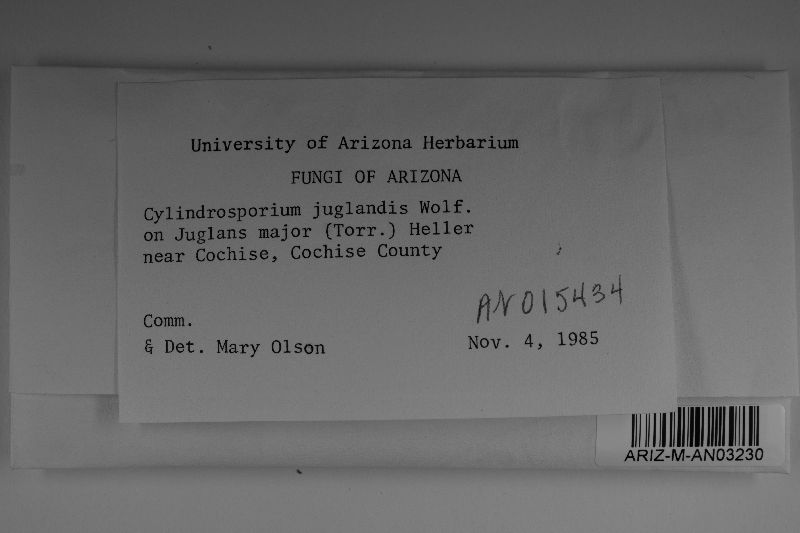 University of Arizona Herbarium
FUNGI OF ARIZONA
Cylindrosporium juglandis Wolf.
on Juglans major (Torr.) Heller
near Cochise, Cochise County
AN015434
Comm.
& Det. Mary Olson
Nov. 4, 1985
ARIZ-M-AN03230